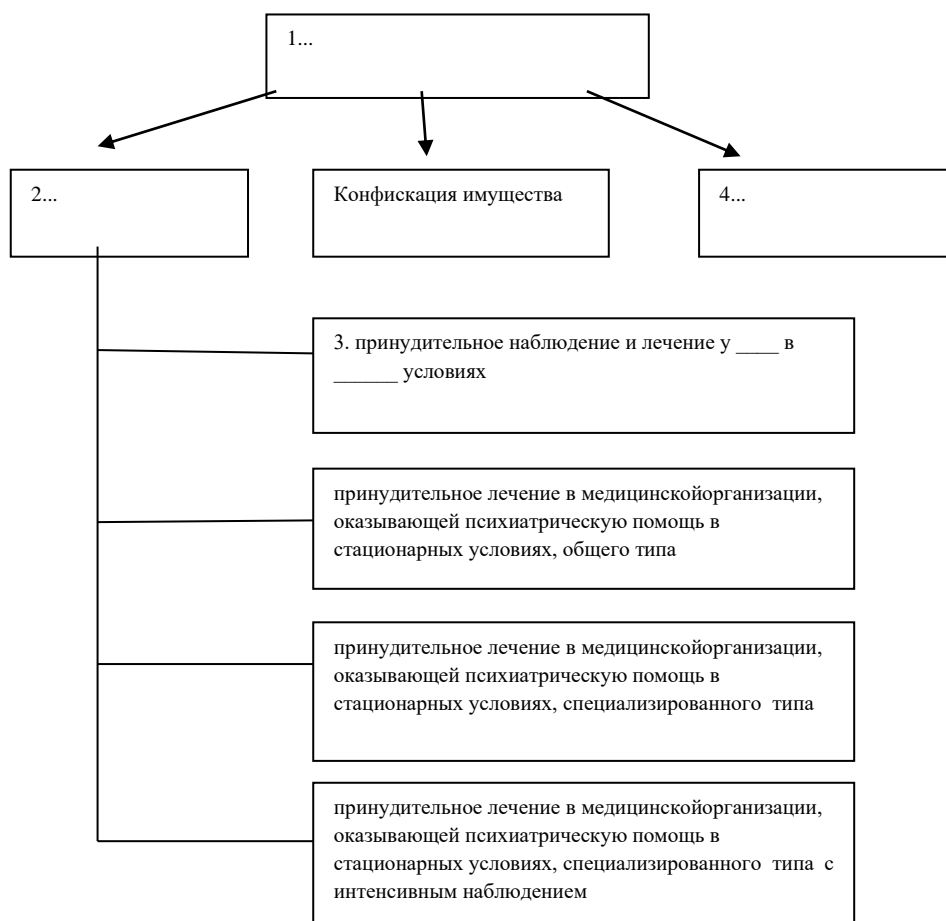 1...
2...
Конфискация имущества
4...
3. принудительное наблюдение и лечение у ____ в
______ условиях
принудительное лечение в медицинскойорганизации,
оказывающей психиатрическую помощь в
стационарных условиях, общего типа
принудительное лечение в медицинскойорганизации,
оказывающей психиатрическую помощь в
стационарных условиях, специализированного  типа
принудительное лечение в медицинскойорганизации,
оказывающей психиатрическую помощь в
стационарных условиях, специализированного  типа  с
интенсивным наблюдением